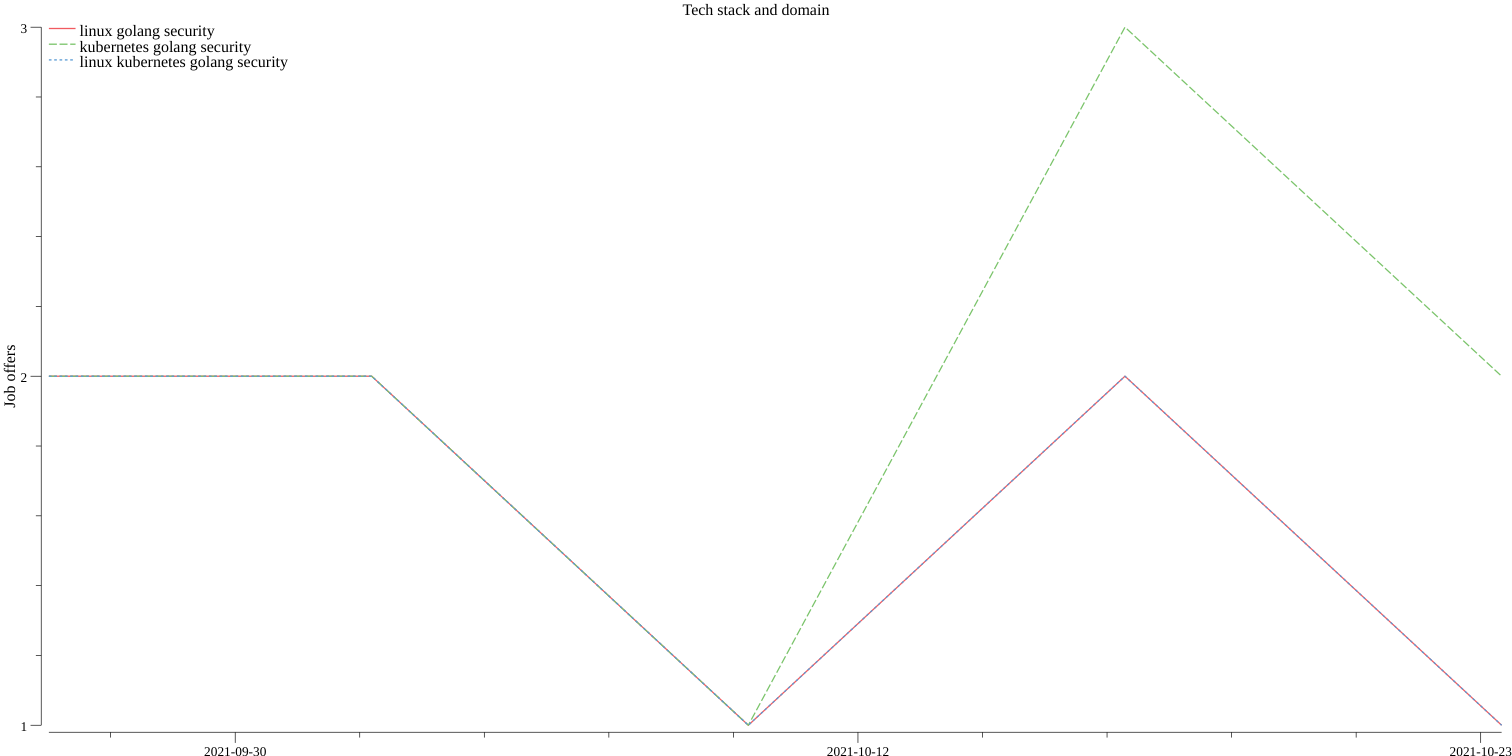 Tech stack and domain
3
linux golang security
kubernetes golang security
linux kubernetes golang security
Job offers
2
1
2021-09-30
2021-10-12
2021-10-23